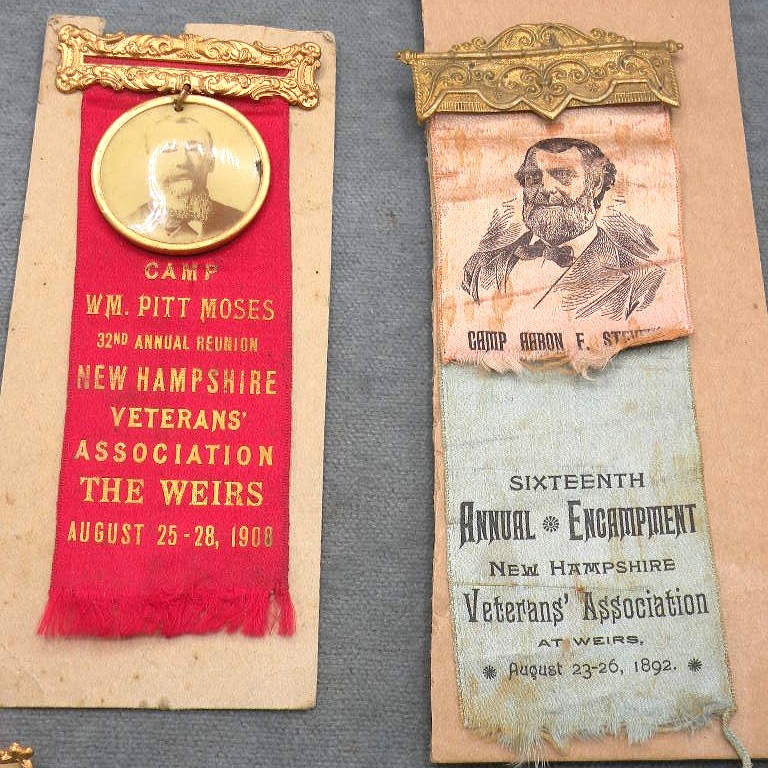 CAMP
WM. PITT MOSES
32ND ANNUAL REUNION
NEW HAMPSHIRE
VETERANS'
ASSOCIATION
THE WEIRS
AUGUST 25-28, 1908
CAMP AARON F.
SIXTEENTH
ANNUAL ENCAMPMENT
NEW HAMPSHIRE
Veterans' Association
AT WEIRS,
August 23-26, 1892.